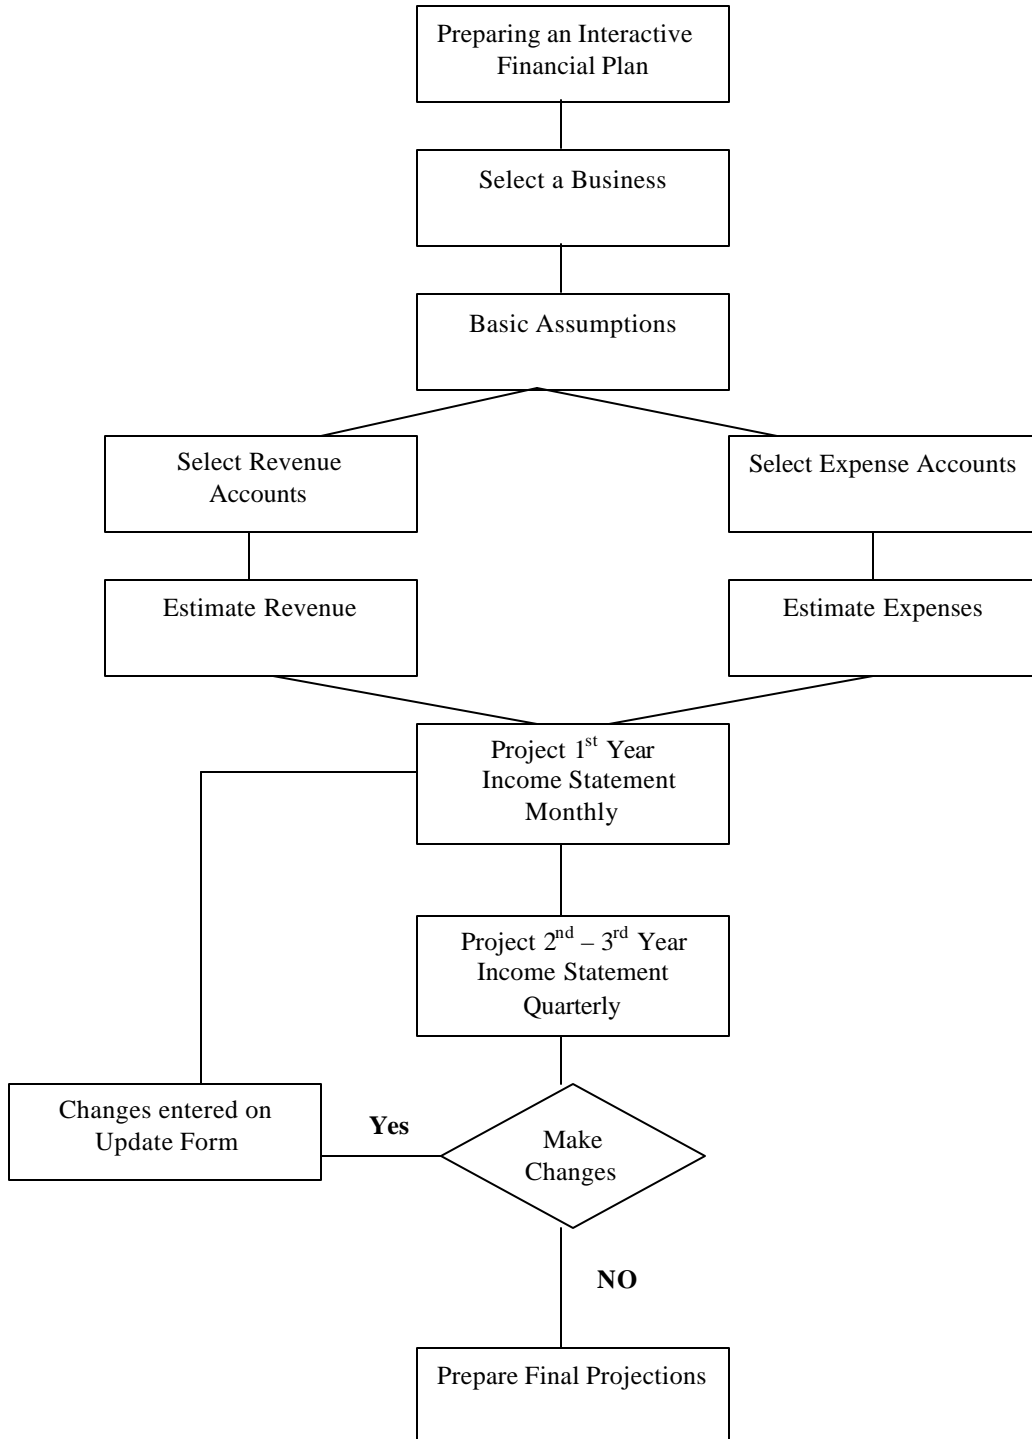 Preparing an Interactive
Financial Plan
Select a Business
Basic Assumptions
Select Revenue
Accounts
Select Expense Accounts
Estimate Revenue
Estimate Expenses
Project 1st Year
Income Statement
Monthly
Project 2nd – 3rd Year
Income Statement
Quarterly
Changes entered on
Update Form
Yes
Make
Changes
NO
Prepare Final Projections